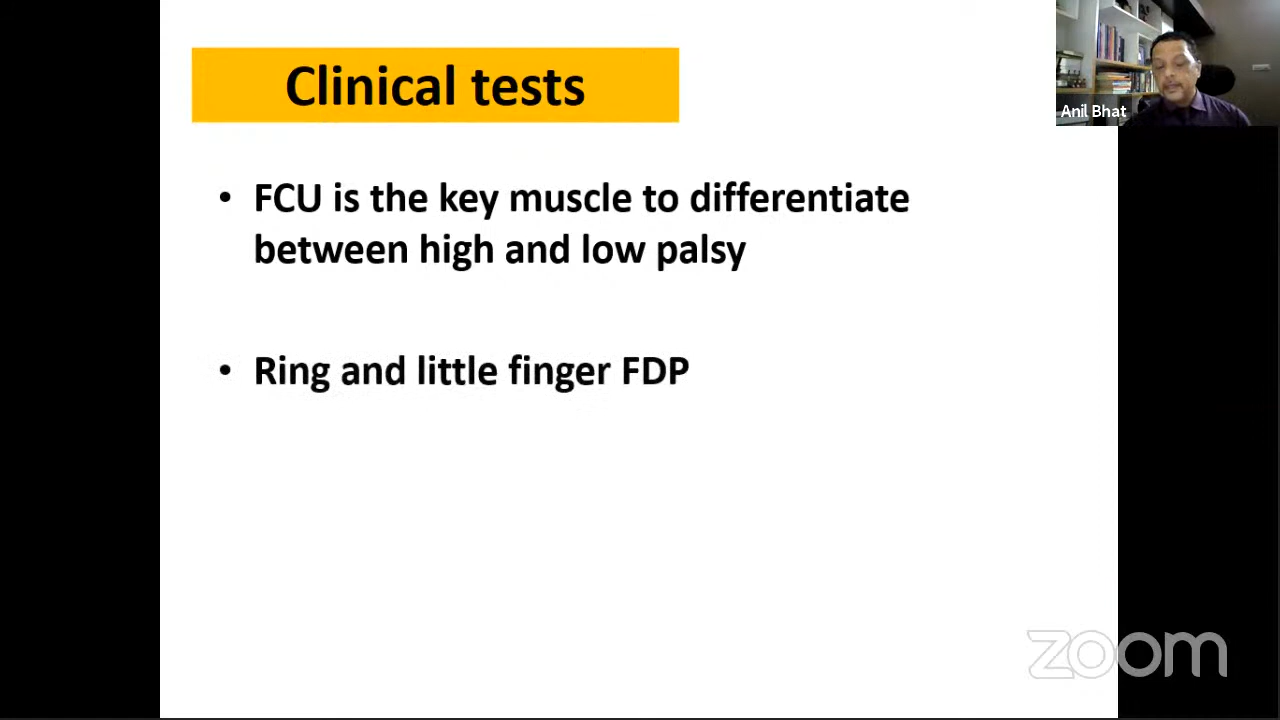 Clinical tests
Anil Bhat
• FCU is the key muscle to differentiate
between high and low palsy
• Ring and little finger FDP
zoom